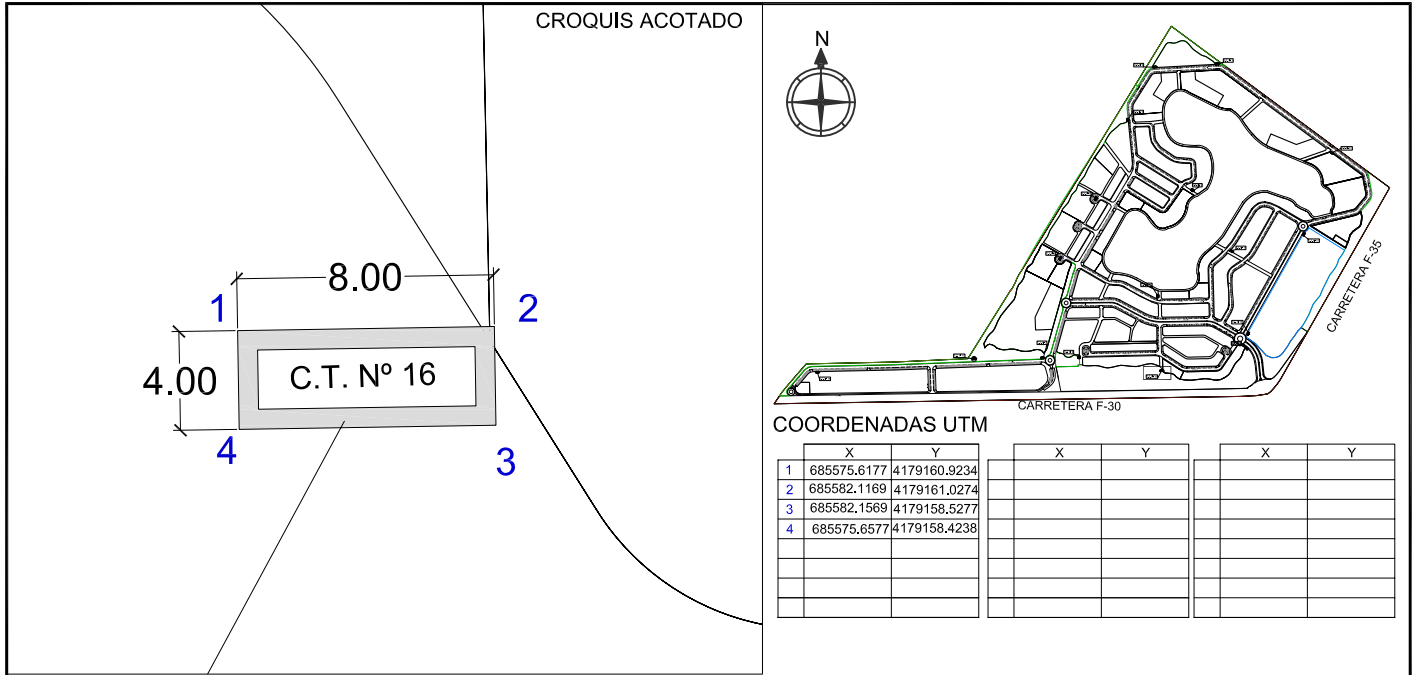 CROQUIS ACOTADO
8.00
1
2
4.00
C.T. Nº 16
4
3
N
CARRETERA F-35
CARRETERA F-30
COORDENADAS UTM
X Y X Y X Y
1 685575.6177 4179160.9234
2 685582.1169 4179161.0274
3 685582.1569 4179158.5277
4 685575.6577 4179158.4238